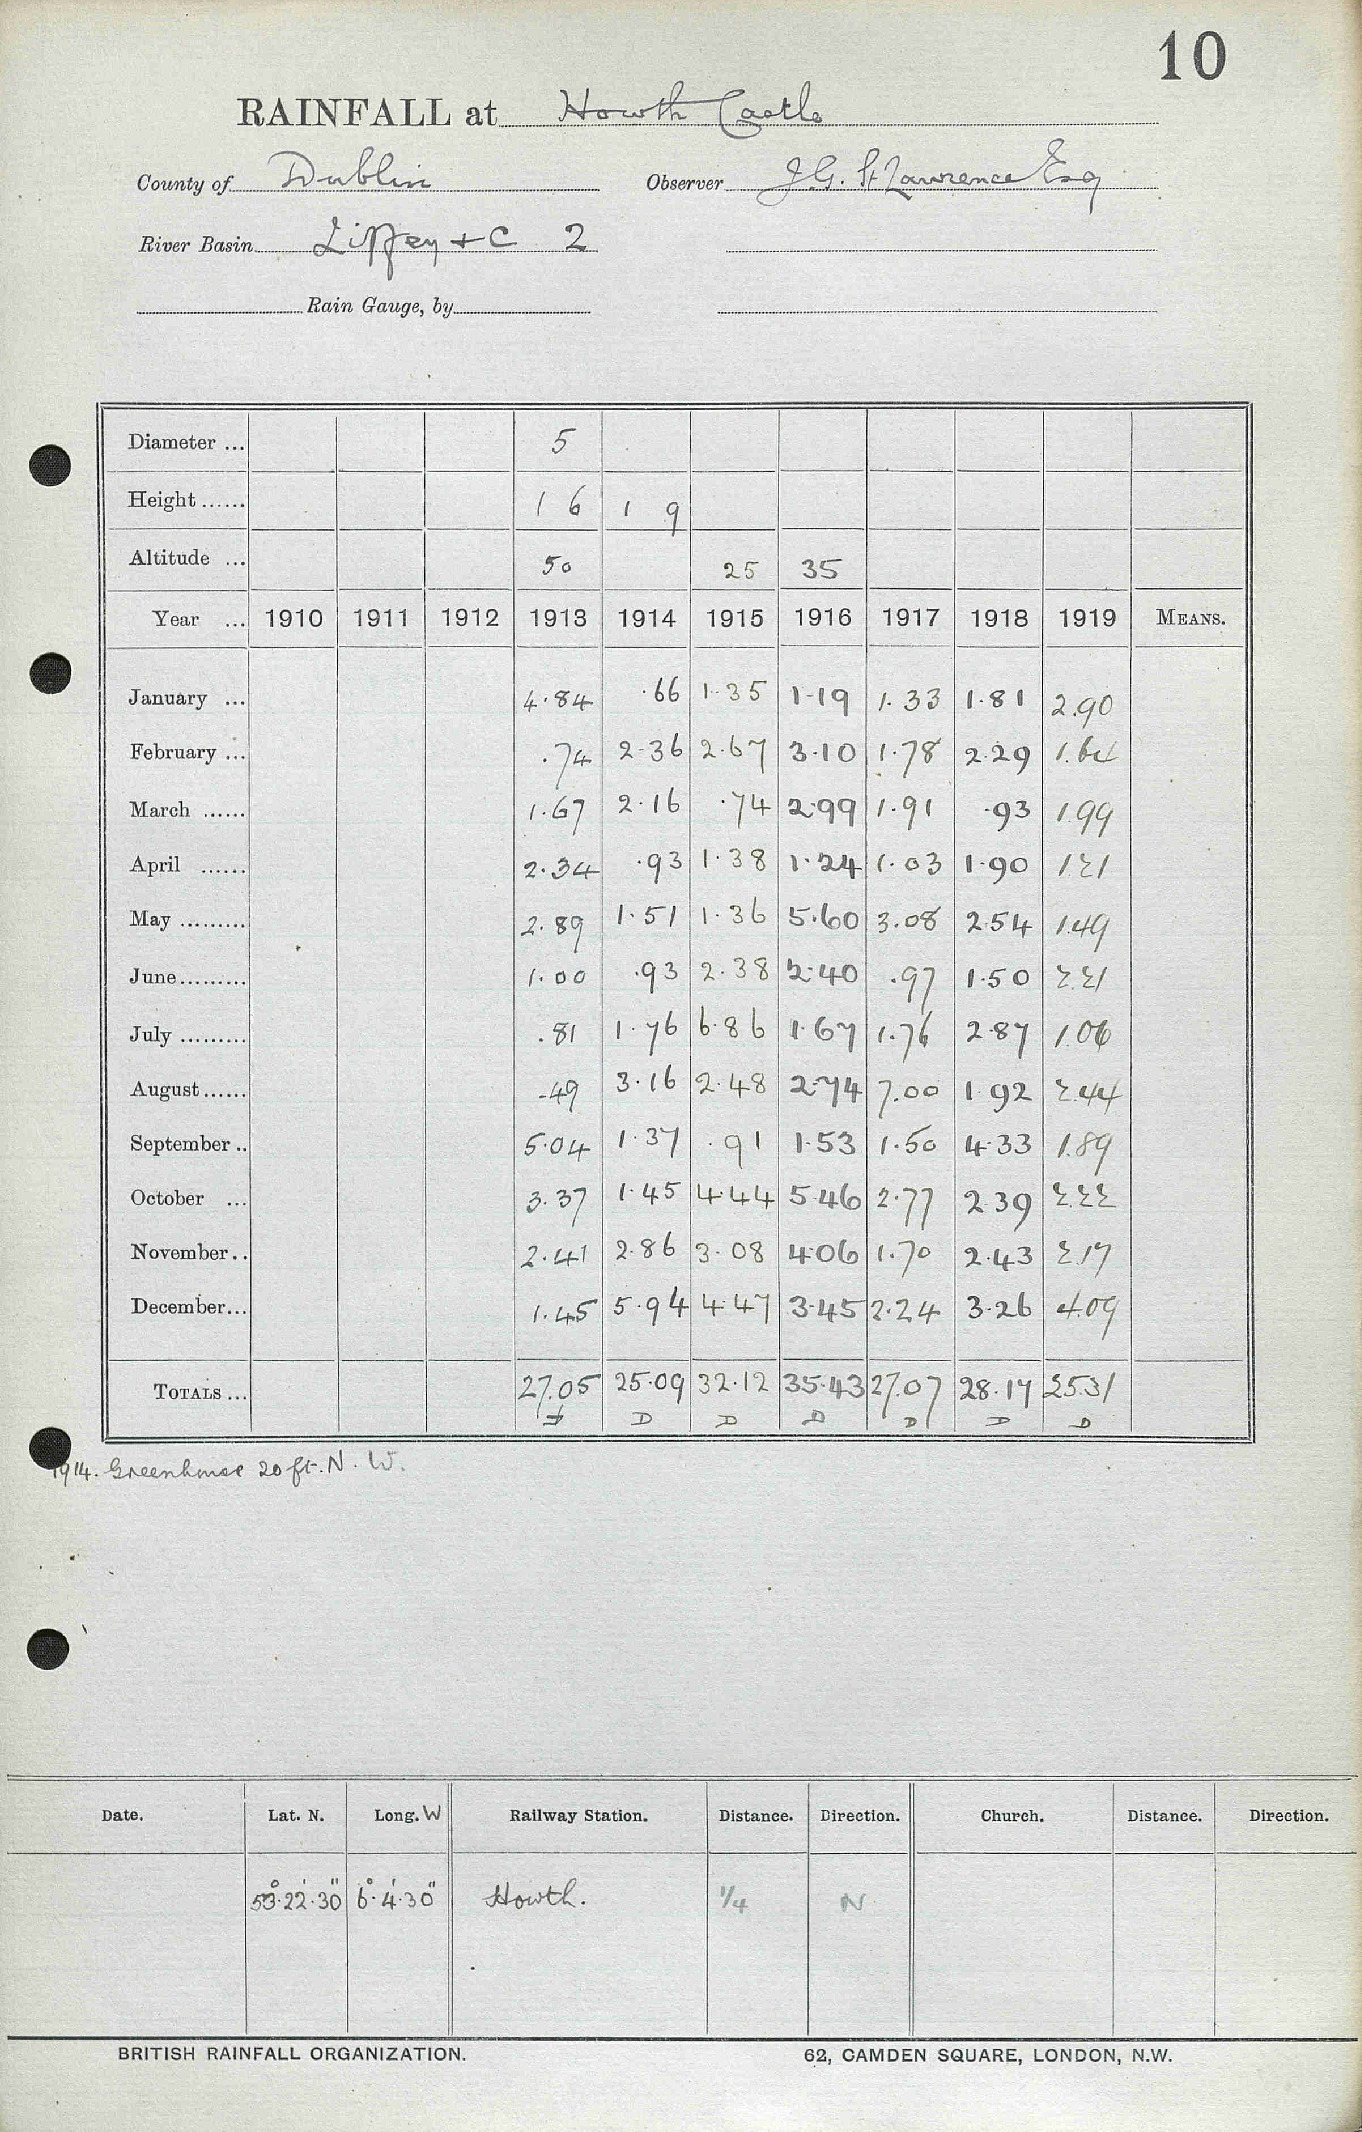 10
RAINFALL at Howth Castle
County of Dublin Observer J G. St Lawrence Esq
River Basin Liffey + C 2
Rain Gauge, by
Diameter ... 5
Height ...... 1 6 1 9
Altitude ... 50 25 35
Year ... 1910 1911 1912 1913 1914 1915 1916 1917 1918 1919 MEANS.
January ... 4.84 .66 1.35 1.19 1.33 1.81 2.90
February ... .74 2.36 2.67 3.10 1.78 2.29 1.64
March ...... 1.67 2.16 .74 2.99 1.91 .93 1.99
April ...... 2.34 .93 1.38 1.24 1.03 1.90 1.21
May ......... 2.89 1.51 1.36 5.60 3.08 2.54 1.49
June ......... 1.00 .93 2.38 2.40 .97 1.50 2.21
July ......... .81 1.76 6.86 1.67 1.76 2.87 1.06
August ...... .49 3.16 2.48 2.74 7.00 1.92 2.44
September .. 5.04 1.37 .91 1.53 1.50 4.33 1.89
October ... 3.37 1.45 4.44 5.46 2.77 2.39 2.22
November .. 2.41 2.86 3.08 4.06 1.70 2.43 2.17
December ... 1.45 5.94 4.47 3.45 2.24 3.26 4.09
TOTALS ... 27.05 25.09 32.12 35.43 27.07 28.17 25.31
D D D D D D
1914. Greenhouse 20 ft. N. W.
Date. Lat. N. Long. W Railway Station. Distance. Direction. Church. Distance. Direction.
53°.22'.30" 6°.4'.30" Howth. 1/4 N
BRITISH RAINFALL ORGANIZATION. 62, CAMDEN SQUARE, LONDON, N.W.